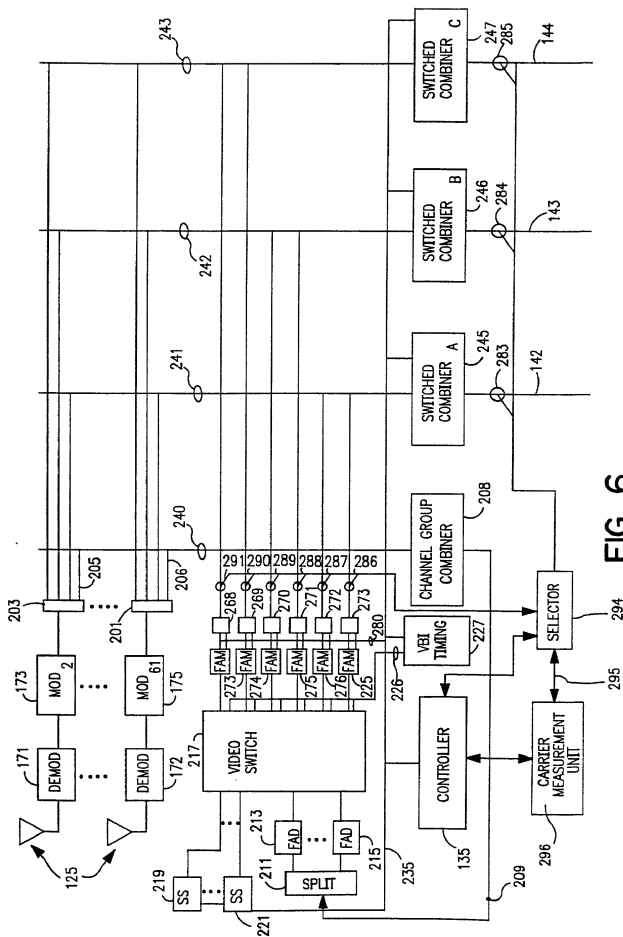 243
242
241
240
203
205
206
201
173
MOD 2
175
MOD 61
171
DEMOD
172
DEMOD
125
217
VIDEO
SWITCH
FAM
FAM
FAM
FAM
FAM
FAM
273
274
275
276
225
268
269
270
271
272
273
291
290
289
288
287
286
280
226
VBI
TIMING
227
213
FAD
FAD
215
211
SPLIT
219
SS
SS
221
235
209
CONTROLLER
135
CARRIER
MEASUREMENT
UNIT
296
295
SELECTOR
294
CHANNEL GROUP
COMBINER
208
SWITCHED
COMBINER
A
245
283
142
SWITCHED
COMBINER
B
246
284
143
SWITCHED
COMBINER
C
247
285
144
FIG. 6